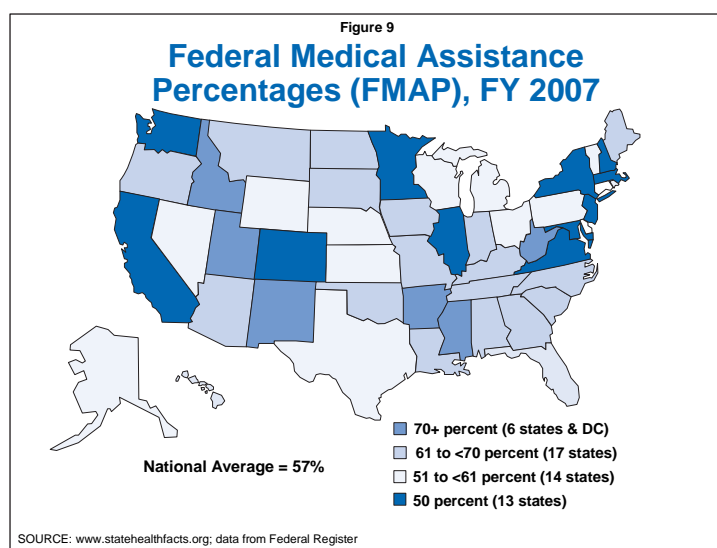 Figure 9
Federal Medical Assistance
Percentages (FMAP), FY 2007
70+ percent (6 states & DC)
61 to <70 percent (17 states)
51 to <61 percent (14 states)
50 percent (13 states)
National Average = 57%
SOURCE: www.statehealthfacts.org; data from Federal Register